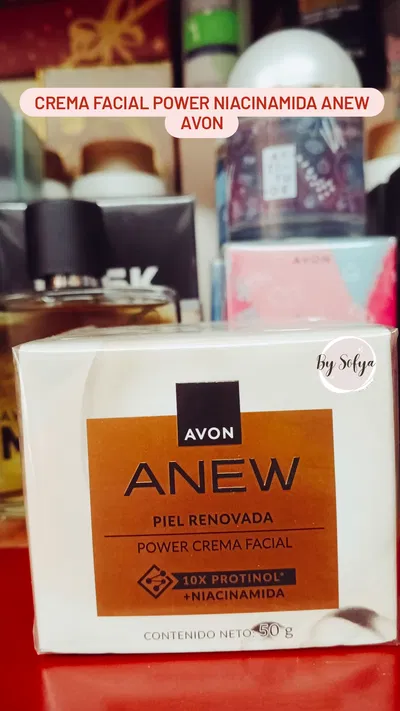 CREMA FACIAL POWER NIACINAMIDA ANEW
AVON
AVON
By Sofya
AVON
ANEW
PIEL RENOVADA
POWER CREMA FACIAL
10X PROTINOL*
+NIACINAMIDA
CONTENIDO NETO: 50 g